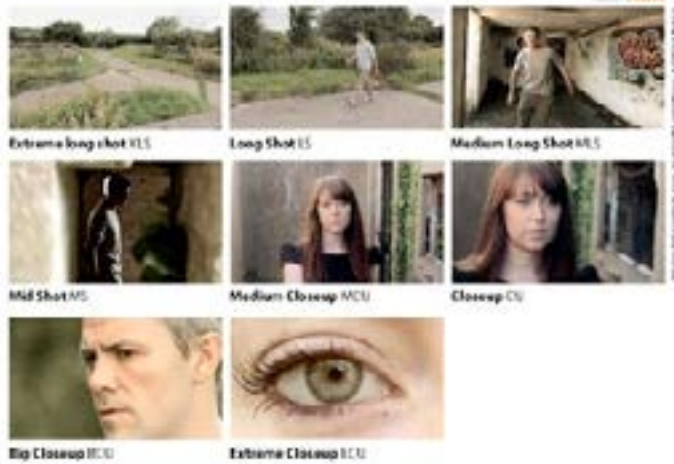 Extreme long shot XLS
Long Shot LS
Medium Long Shot MLS
Mid Shot MS
Medium Closeup MCU
Closeup CU
Big Closeup BCU
Extreme Closeup ECU